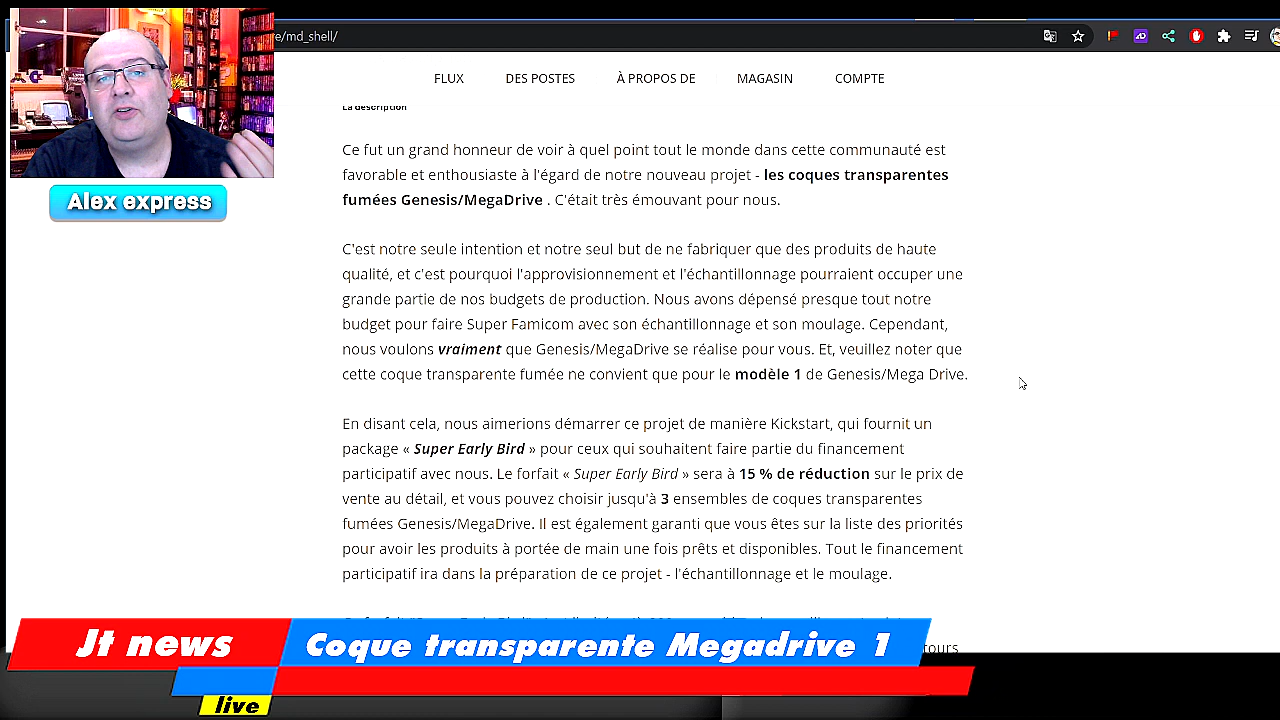 e/md_shell/
FLUX DES POSTES À PROPOS DE MAGASIN COMPTE
La description
Ce fut un grand honneur de voir à quel point tout le monde dans cette communauté est
favorable et enthousiaste à l'égard de notre nouveau projet - les coques transparentes
fumées Genesis/MegaDrive . C'était très émouvant pour nous.
C'est notre seule intention et notre seul but de ne fabriquer que des produits de haute
qualité, et c'est pourquoi l'approvisionnement et l'échantillonnage pourraient occuper une
grande partie de nos budgets de production. Nous avons dépensé presque tout notre
budget pour faire Super Famicom avec son échantillonnage et son moulage. Cependant,
nous voulons vraiment que Genesis/MegaDrive se réalise pour vous. Et, veuillez noter que
cette coque transparente fumée ne convient que pour le modèle 1 de Genesis/Mega Drive.
En disant cela, nous aimerions démarrer ce projet de manière Kickstart, qui fournit un
package « Super Early Bird » pour ceux qui souhaitent faire partie du financement
participatif avec nous. Le forfait « Super Early Bird » sera à 15 % de réduction sur le prix de
vente au détail, et vous pouvez choisir jusqu'à 3 ensembles de coques transparentes
fumées Genesis/MegaDrive. Il est également garanti que vous êtes sur la liste des priorités
pour avoir les produits à portée de main une fois prêts et disponibles. Tout le financement
participatif ira dans la préparation de ce projet - l'échantillonnage et le moulage.
tours
Alex express
Jt news
Coque transparente Megadrive 1
live